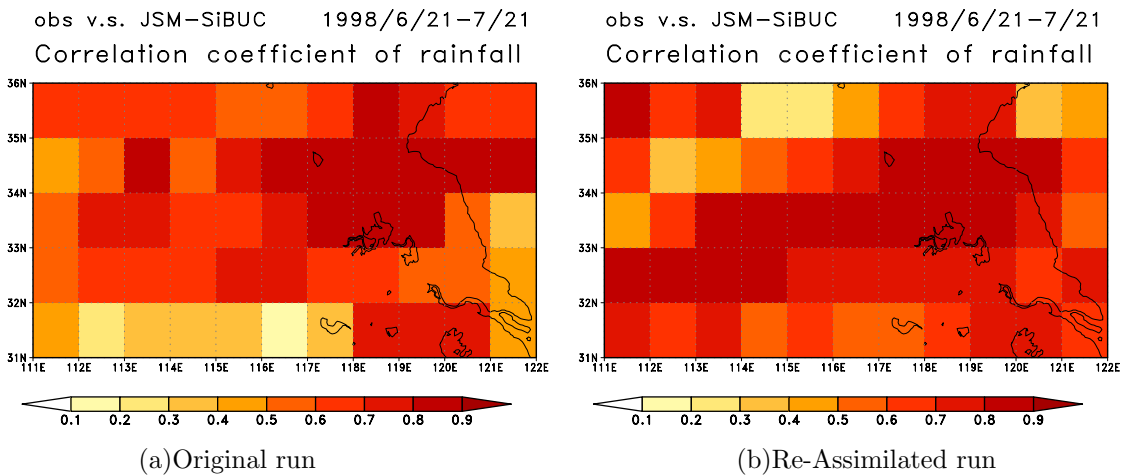 obs v.s. JSM-SiBUC 1998/6/21-7/21
Correlation coefficient of rainfall
36N
35N
34N
33N
32N
31N
111E 112E 113E 114E 115E 116E 117E 118E 119E 120E 121E 122E
0.1 0.2 0.3 0.4 0.5 0.6 0.7 0.8 0.9
(a)Original run
obs v.s. JSM-SiBUC 1998/6/21-7/21
Correlation coefficient of rainfall
36N
35N
34N
33N
32N
31N
111E 112E 113E 114E 115E 116E 117E 118E 119E 120E 121E 122E
0.1 0.2 0.3 0.4 0.5 0.6 0.7 0.8 0.9
(b)Re-Assimilated run